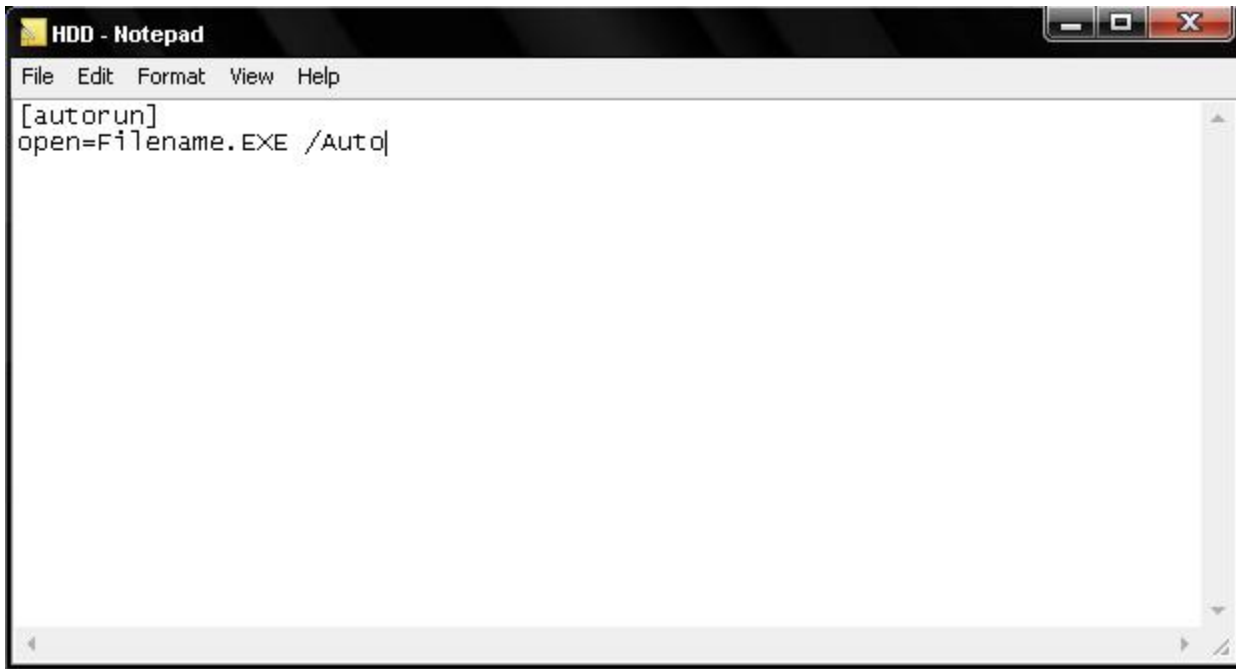 HDD - Notepad
File Edit Format View Help
[autorun]
open=Filename.EXE /Auto